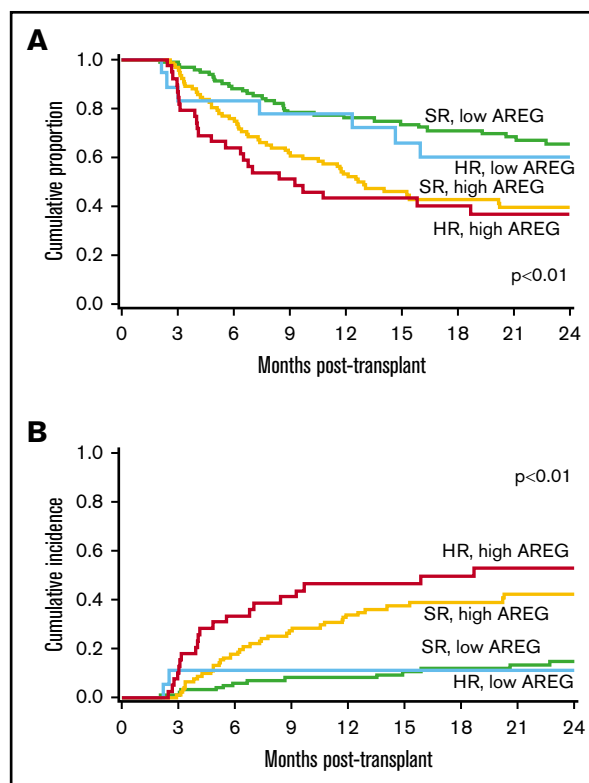 A
1.0
0.8
0.6
0.4
0.2
0.0
Cumulative proportion
SR, low AREG
HR, low AREG
SR, high AREG
HR, high AREG
p<0.01
0 3 6 9 12 15 18 21 24
Months post-transplant
B
1.0
0.8
0.6
0.4
0.2
0.0
Cumulative incidence
p<0.01
HR, high AREG
SR, high AREG
SR, low AREG
HR, low AREG
0 3 6 9 12 15 18 21 24
Months post-transplant